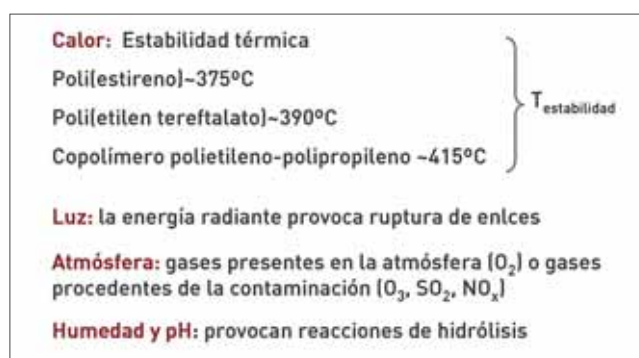 Calor: Estabilidad térmica
Poli(estireno)~375ºC
Poli(etilen tereftalato)~390ºC
Copolímero polietileno-polipropileno ~415ºC
T estabilidad
Luz: la energía radiante provoca ruptura de enlces
Atmósfera: gases presentes en la atmósfera (O₂) o gases
procedentes de la contaminación (O₃, SO₂, NOₓ)
Humedad y pH: provocan reacciones de hidrólisis